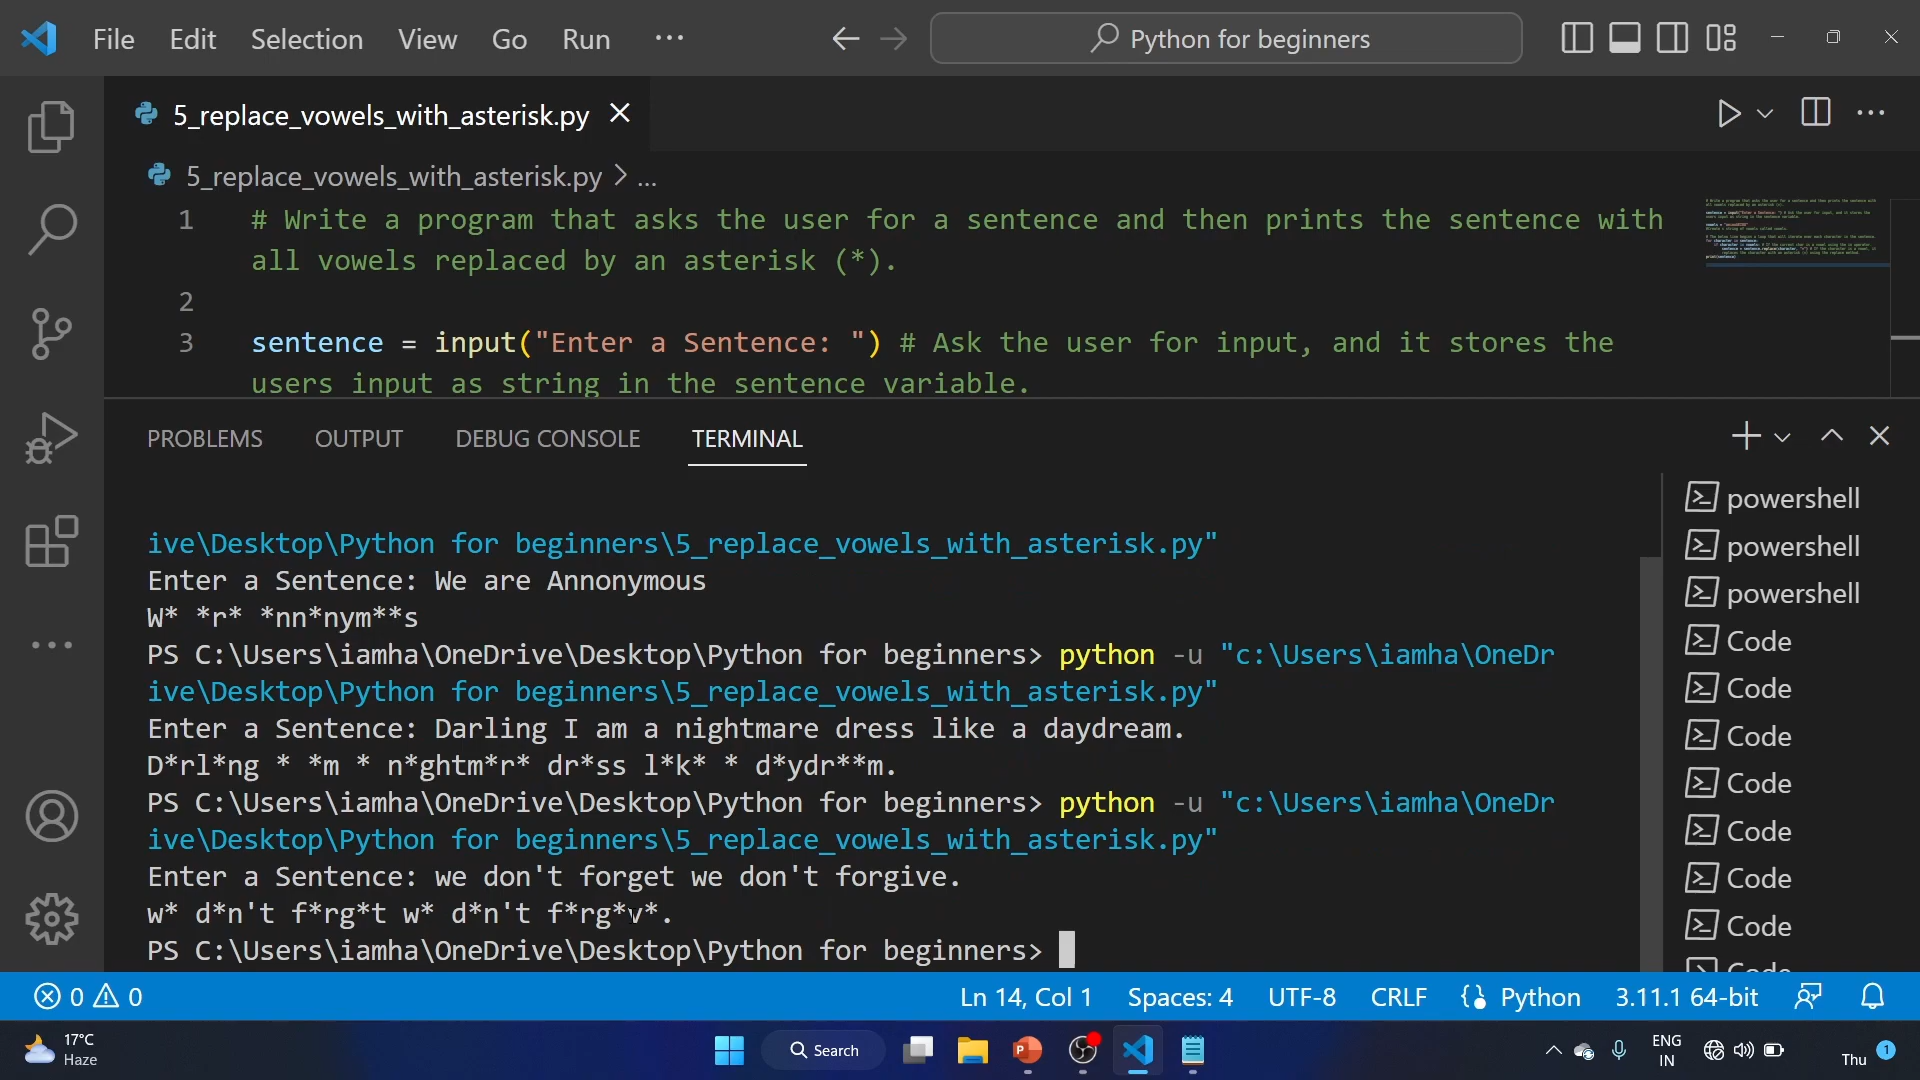 File Edit Selection View Go Run ··· Python for beginners
5_replace_vowels_with_asterisk.py
5_replace_vowels_with_asterisk.py > ...
1 # Write a program that asks the user for a sentence and then prints the sentence with
all vowels replaced by an asterisk (*).
2
3 sentence = input("Enter a Sentence: ") # Ask the user for input, and it stores the
users input as string in the sentence variable.
PROBLEMS OUTPUT DEBUG CONSOLE TERMINAL
ive\Desktop\Python for beginners\5_replace_vowels_with_asterisk.py"
Enter a Sentence: We are Annonymous
W* *r* *nn*nym**s
PS C:\Users\iamha\OneDrive\Desktop\Python for beginners> python -u "c:\Users\iamha\OneDr
ive\Desktop\Python for beginners\5_replace_vowels_with_asterisk.py"
Enter a Sentence: Darling I am a nightmare dress like a daydream.
D*rl*ng * *m * n*ghtm*r* dr*ss l*k* * d*ydr**m.
PS C:\Users\iamha\OneDrive\Desktop\Python for beginners> python -u "c:\Users\iamha\OneDr
ive\Desktop\Python for beginners\5_replace_vowels_with_asterisk.py"
Enter a Sentence: we don't forget we don't forgive.
w* d*n't f*rg*t w* d*n't f*rg*v*.
PS C:\Users\iamha\OneDrive\Desktop\Python for beginners>
powershell
powershell
powershell
Code
Code
Code
Code
Code
Code
Code
0 0 Ln 14, Col 1 Spaces: 4 UTF-8 CRLF Python 3.11.1 64-bit
17°C
Haze
Search
ENG
IN
Thu 1